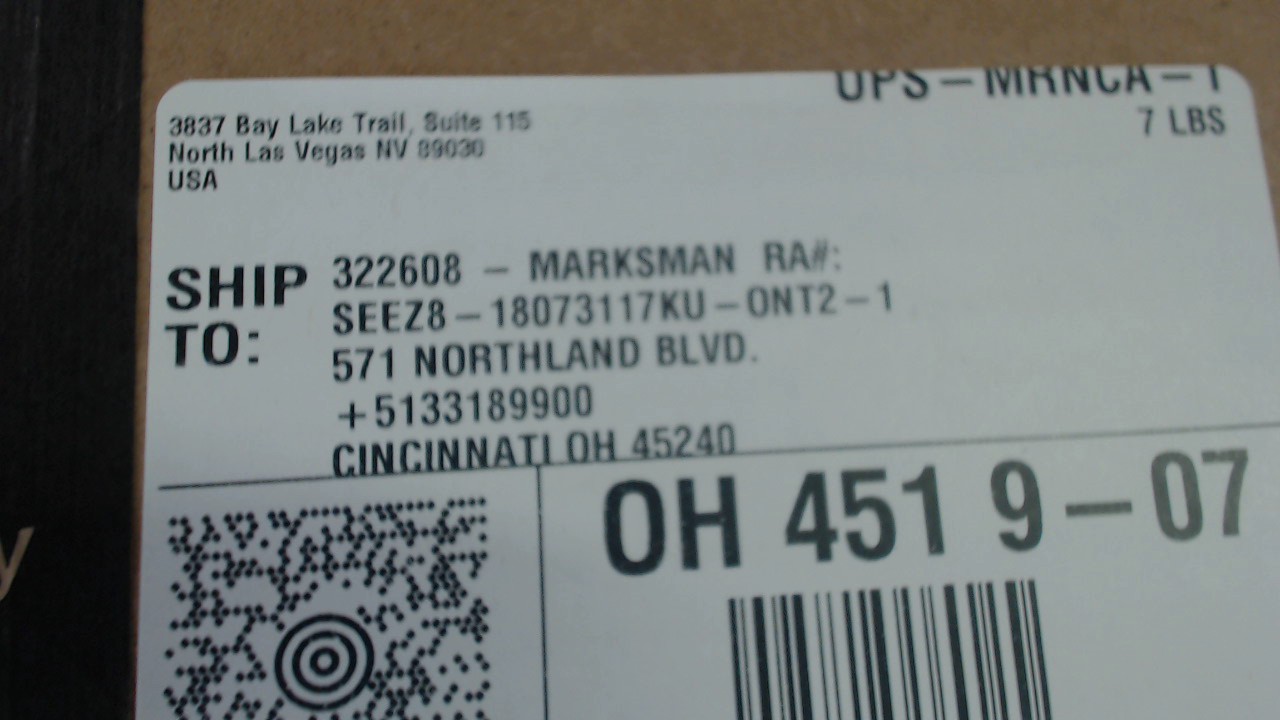 UPS-MRNCA-1
7 LBS
3837 Bay Lake Trail, Suite 115
North Las Vegas NV 89030
USA
SHIP TO:
322608 - MARKSMAN RA#:
SEEZ8-18073117KU-ONT2-1
571 NORTHLAND BLVD.
+5133189900
CINCINNATI OH 45240
OH 451 9-07
y